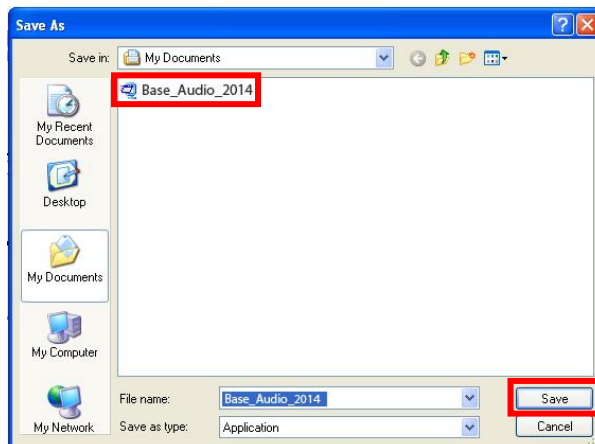 Save As
Save in:
My Documents
Base_Audio_2014
My Recent
Documents
Desktop
My Documents
My Computer
My Network
File name:
Base_Audio_2014
Save
Save as type:
Application
Cancel